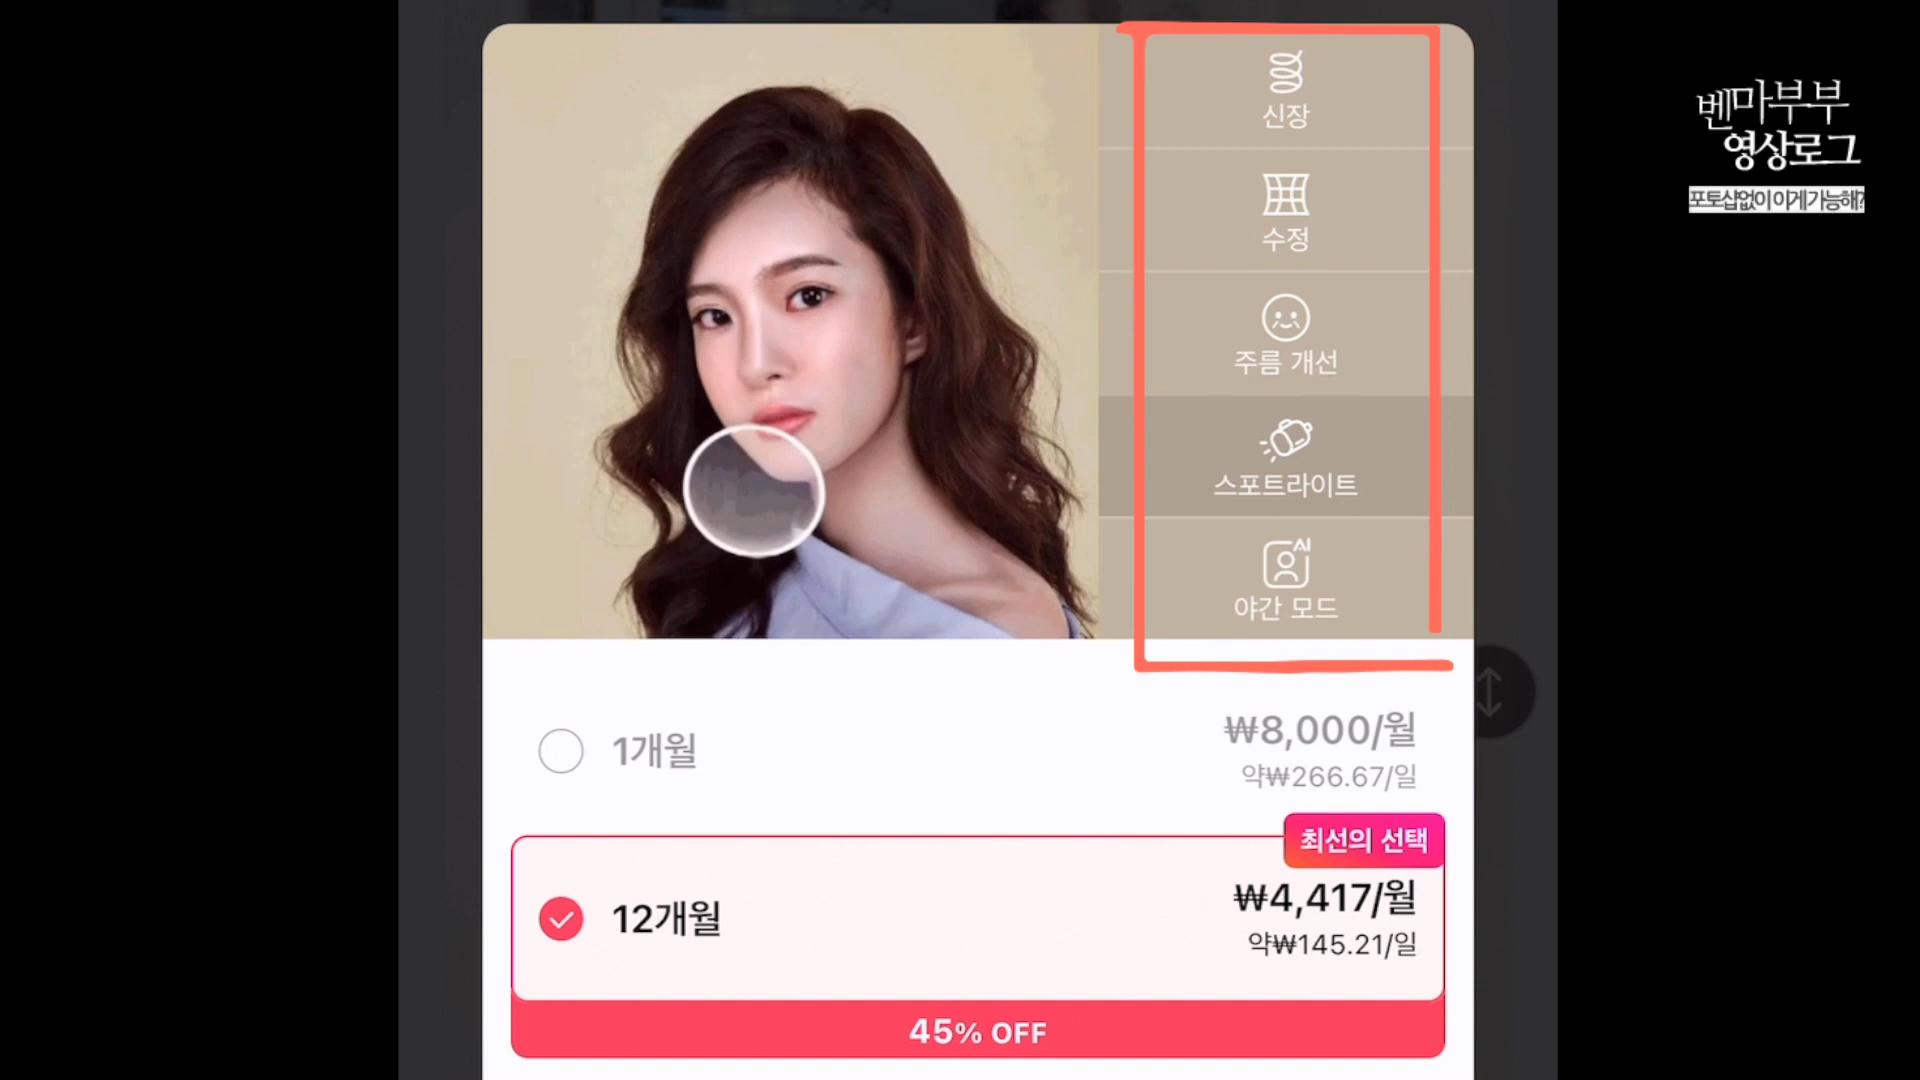 신장
수정
주름 개선
스포트라이트
AI
야간 모드
벤마부부
영상로그
포토샵없이 이게 가능해?
1개월
₩8,000/월
약₩266.67/일
최선의 선택
12개월
₩4,417/월
약₩145.21/일
45% OFF